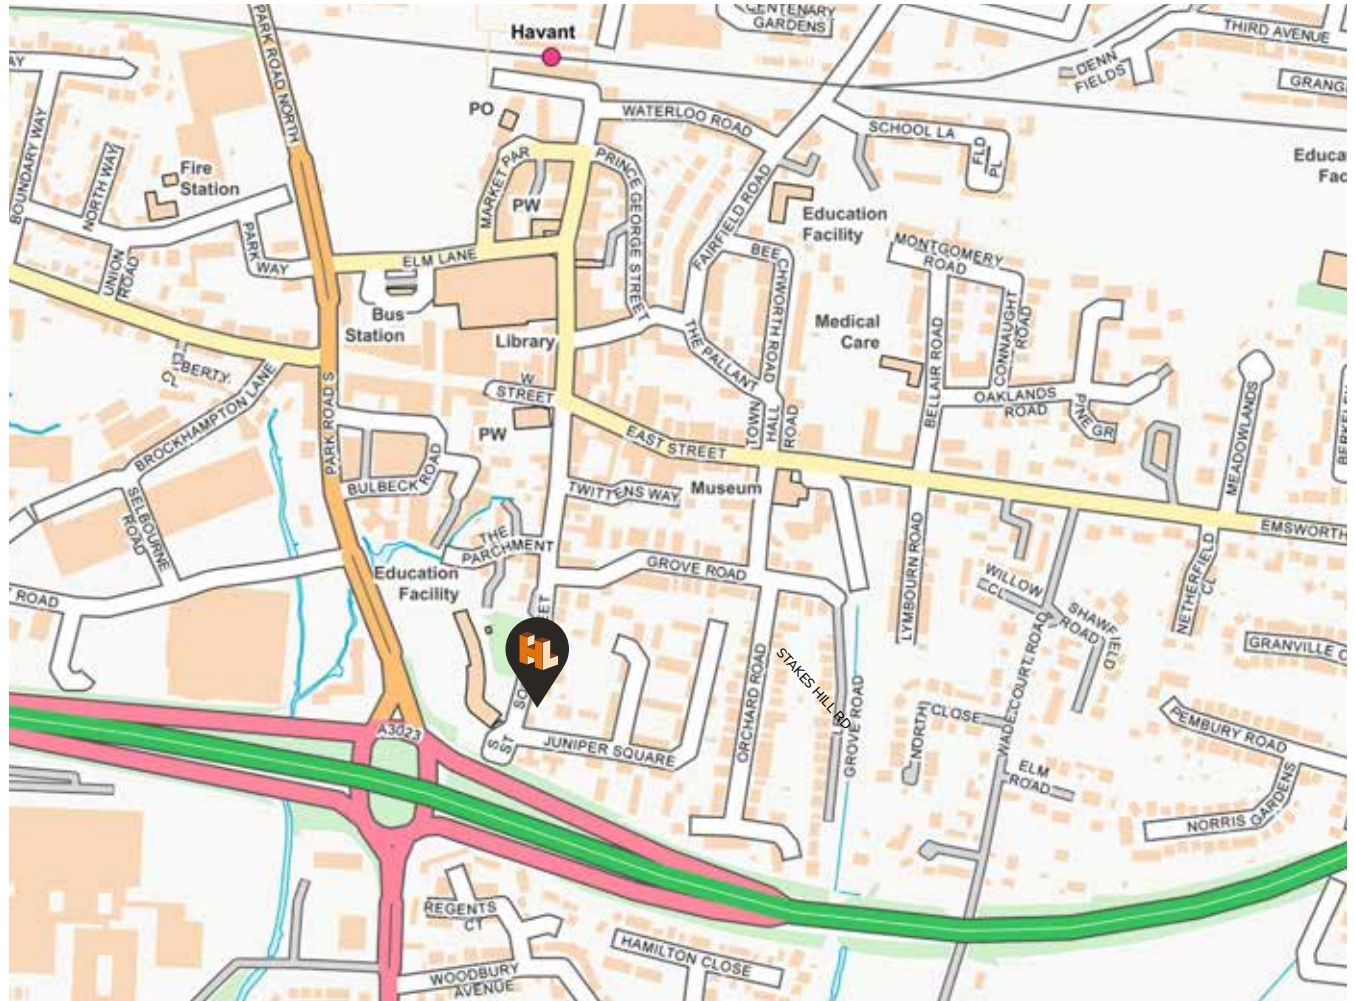 PARK ROAD NORTH
Havant
CENTENARY
GARDENS
THIRD AVENUE
DENN
FIELDS
AY
PO
WATERLOO ROAD
SCHOOL LA
FLD
PL
BOUNDARY WAY
NORTH WAY
Fire
Station
MARKET PAR
PRINCE GEORGE STREET
PW
FAIRFIELD ROAD
Education
Facility
PARK
WAY
UNION
ROAD
ELM LANE
BEECHWORTH ROAD
MONTGOMERY
ROAD
Bus
Station
Library
THE PALLANT
Medical
Care
BELLAIR ROAD
CONNAUGHT
ROAD
BERTY
CL
BROCKHAMPTON LANE
W
STREET
TOWN
HALL
ROAD
OAKLANDS
ROAD
PYNE GR
MEADOWLANDS
PARK ROAD S
PW
EAST STREET
BULBECK
ROAD
TWITTENS WAY
Museum
SELBOURNE
ROAD
EMSWORTH
THE
PARCHMENT
GROVE ROAD
LYMBOURN ROAD
NETHERFIELD
CL
Education
Facility
WILLOW
CL
SHAWFIELD
ROAD
ROAD
HL
EET
SO
GRANVILLE C
ORCHARD ROAD
STAKES HILL RD
GROVE ROAD
WADE COURT ROAD
NORTH
CLOSE
PEMBURY ROAD
A3023
S
ST
JUNIPER SQUARE
ELM
ROAD
NORRIS GARDENS
REGENTS
CT
HAMILTON CLOSE
WOODBURY
AVENUE